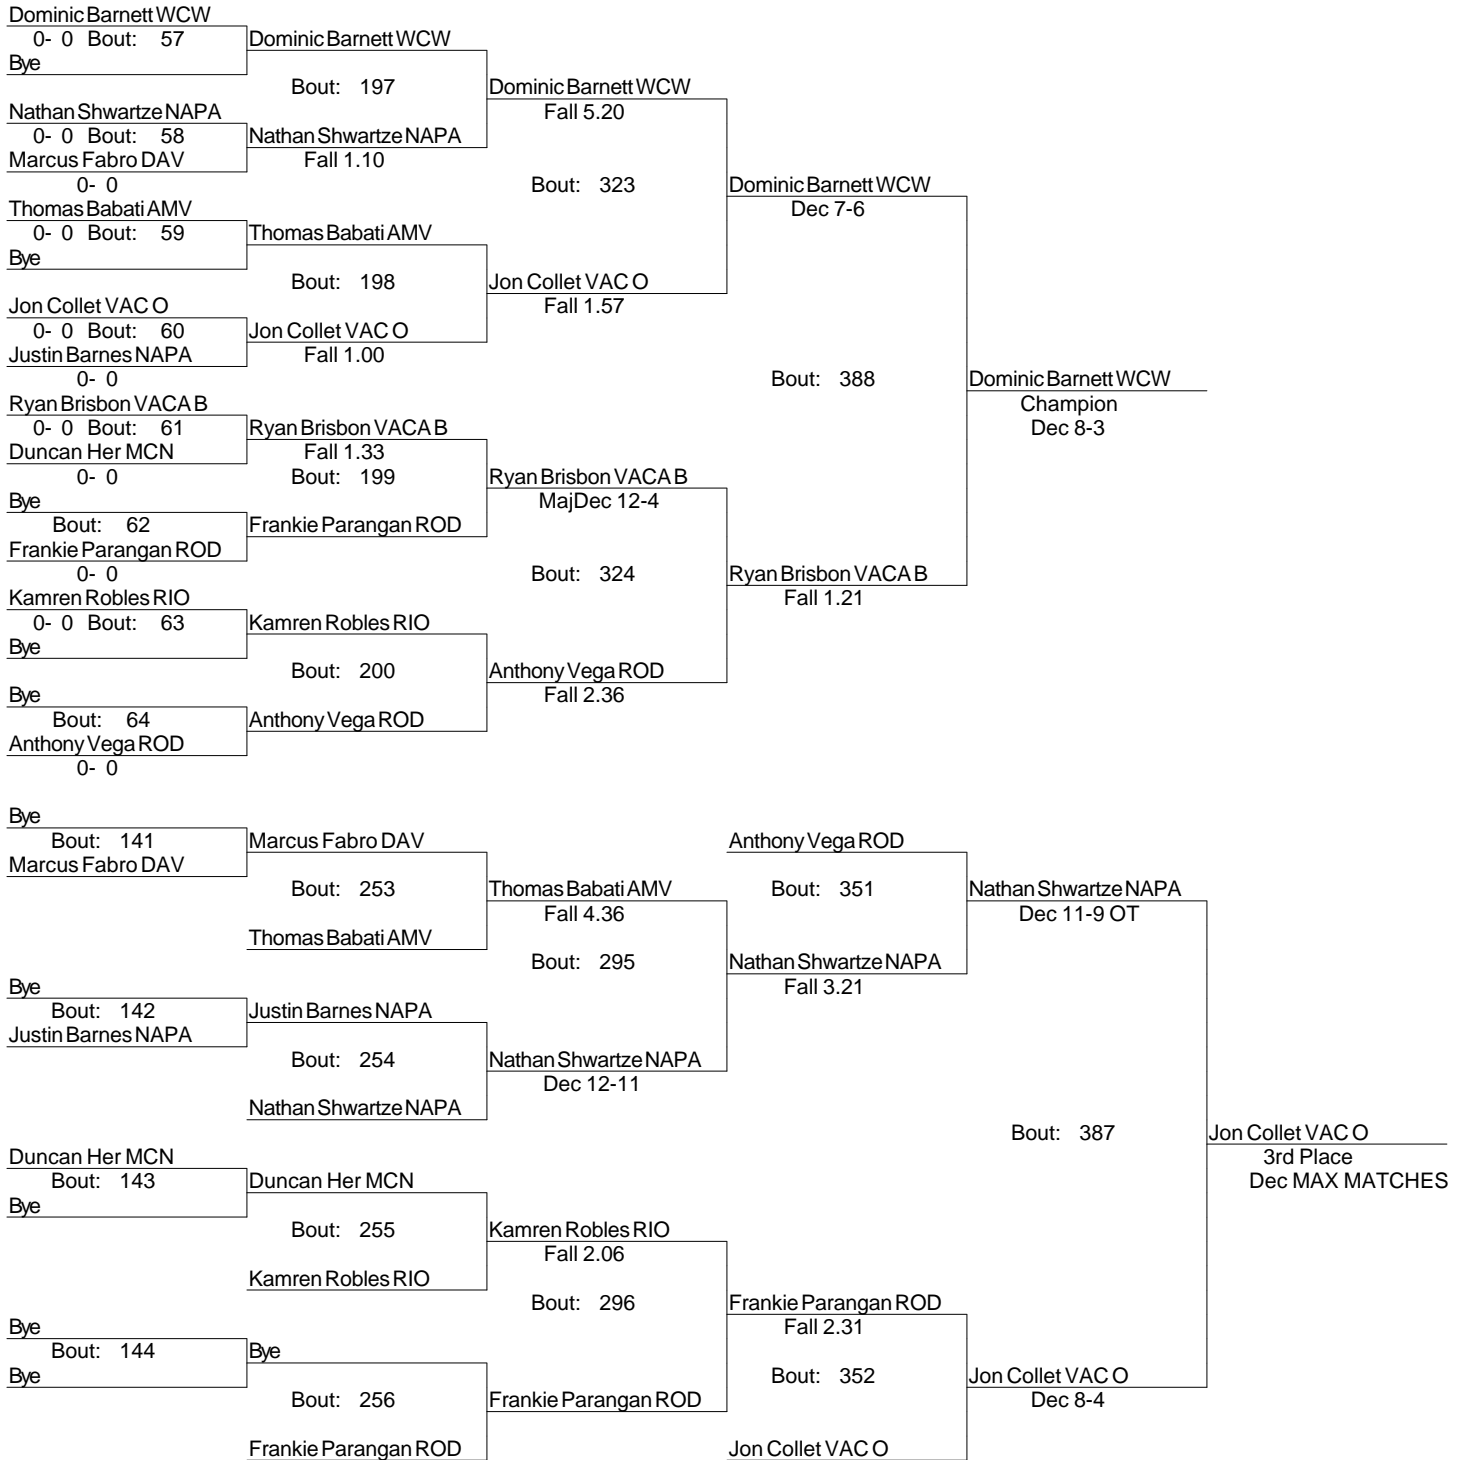 Dominic Barnett WCW
0- 0 Bout: 57 Dominic Barnett WCW
Bye
Bout: 197 Dominic Barnett WCW
Nathan Shwartze NAPA Fall 5.20
0- 0 Bout: 58 Nathan Shwartze NAPA
Marcus Fabro DAV Fall 1.10
0- 0 Bout: 323 Dominic Barnett WCW
Thomas Babati AMV Dec 7-6
0- 0 Bout: 59 Thomas Babati AMV
Bye
Bout: 198 Jon Collet VAC O
Jon Collet VAC O Fall 1.57
0- 0 Bout: 60 Jon Collet VAC O
Justin Barnes NAPA Fall 1.00
0- 0 Bout: 388 Dominic Barnett WCW
Ryan Brisbon VACA B Champion
0- 0 Bout: 61 Ryan Brisbon VACA B Dec 8-3
Duncan Her MCN Fall 1.33
0- 0 Bout: 199 Ryan Brisbon VACA B
Bye MajDec 12-4
Bout: 62 Frankie Parangan ROD
Frankie Parangan ROD
0- 0 Bout: 324 Ryan Brisbon VACA B
Kamren Robles RIO Fall 1.21
0- 0 Bout: 63 Kamren Robles RIO
Bye
Bout: 200 Anthony Vega ROD
Bye Fall 2.36
Bout: 64 Anthony Vega ROD
Anthony Vega ROD
0- 0
Bye
Bout: 141 Marcus Fabro DAV Anthony Vega ROD
Marcus Fabro DAV
Bout: 253 Thomas Babati AMV Bout: 351 Nathan Shwartze NAPA
Fall 4.36 Dec 11-9 OT
Thomas Babati AMV
Bout: 295 Nathan Shwartze NAPA
Bye Fall 3.21
Bout: 142 Justin Barnes NAPA
Justin Barnes NAPA
Bout: 254 Nathan Shwartze NAPA
Dec 12-11
Nathan Shwartze NAPA
Bout: 387 Jon Collet VAC O
Duncan Her MCN 3rd Place
Bout: 143 Duncan Her MCN Dec MAX MATCHES
Bye
Bout: 255 Kamren Robles RIO
Fall 2.06
Kamren Robles RIO
Bout: 296 Frankie Parangan ROD
Bye Fall 2.31
Bout: 144 Bye
Bye Bout: 352 Jon Collet VAC O
Bout: 256 Frankie Parangan ROD Dec 8-4
Frankie Parangan ROD Jon Collet VAC O